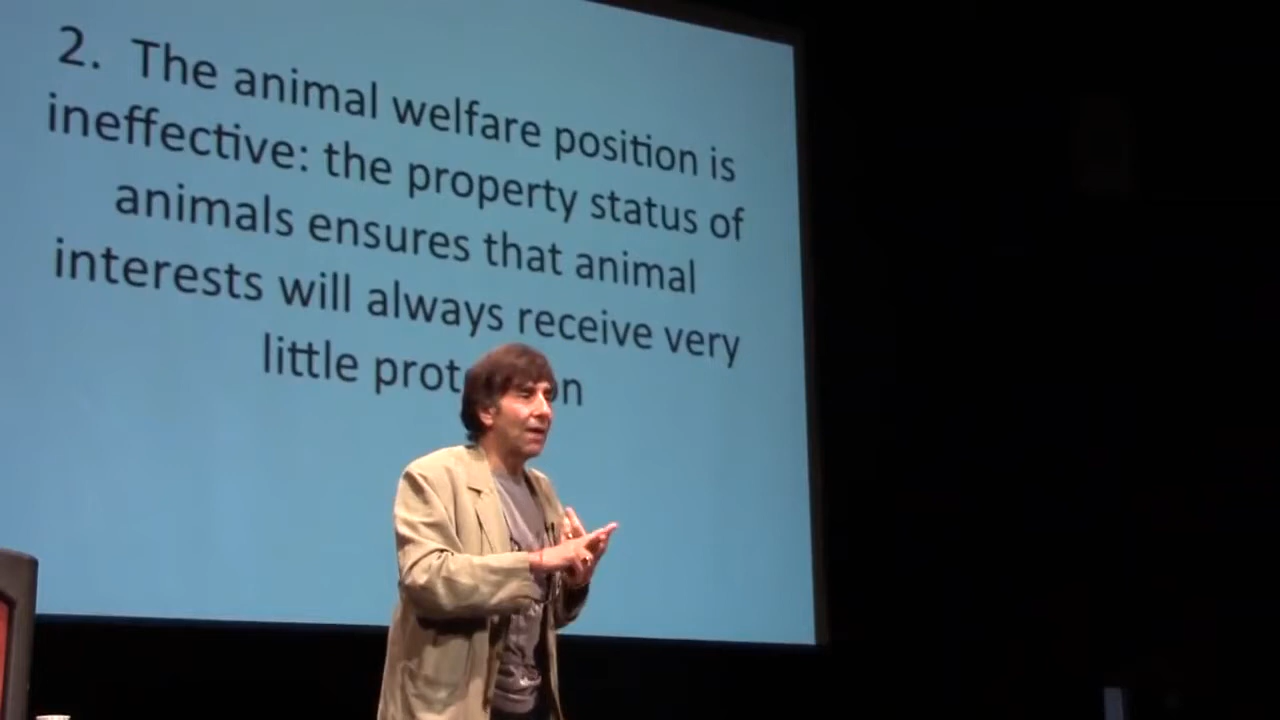 2. The animal welfare position is
ineffective: the property status of
animals ensures that animal
interests will always receive very
little